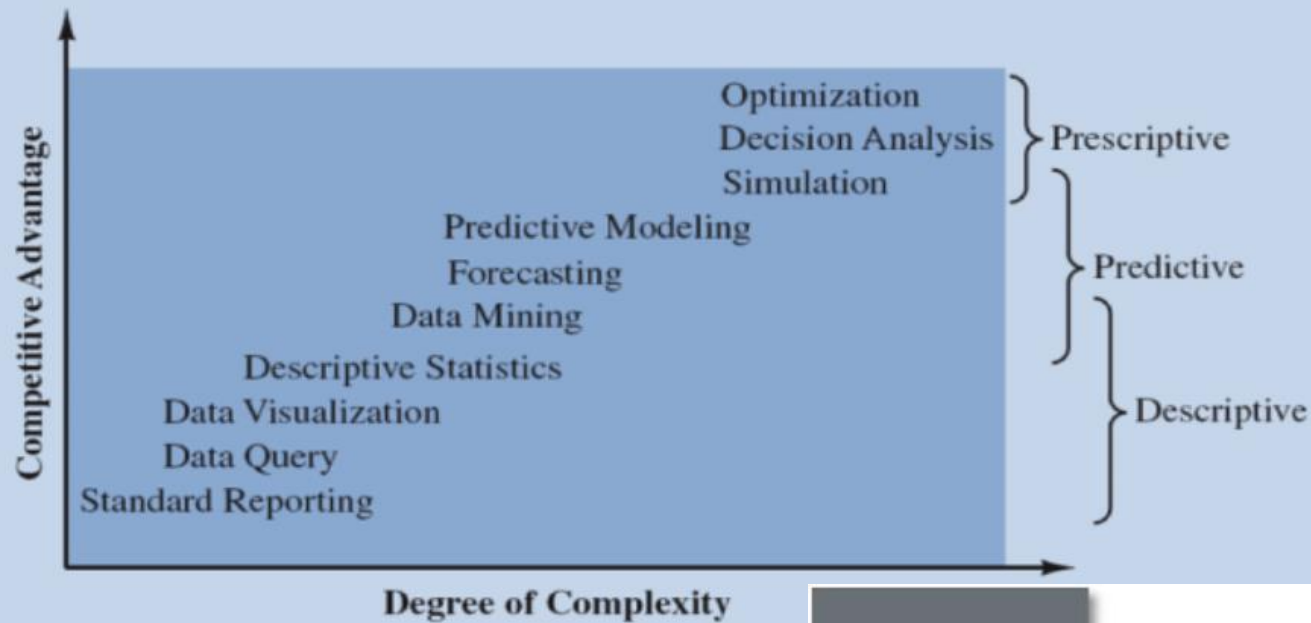 Competitive Advantage
Optimization
Decision Analysis
Simulation
Prescriptive
Predictive Modeling
Forecasting
Data Mining
Predictive
Descriptive Statistics
Data Visualization
Data Query
Standard Reporting
Descriptive
Degree of Complexity